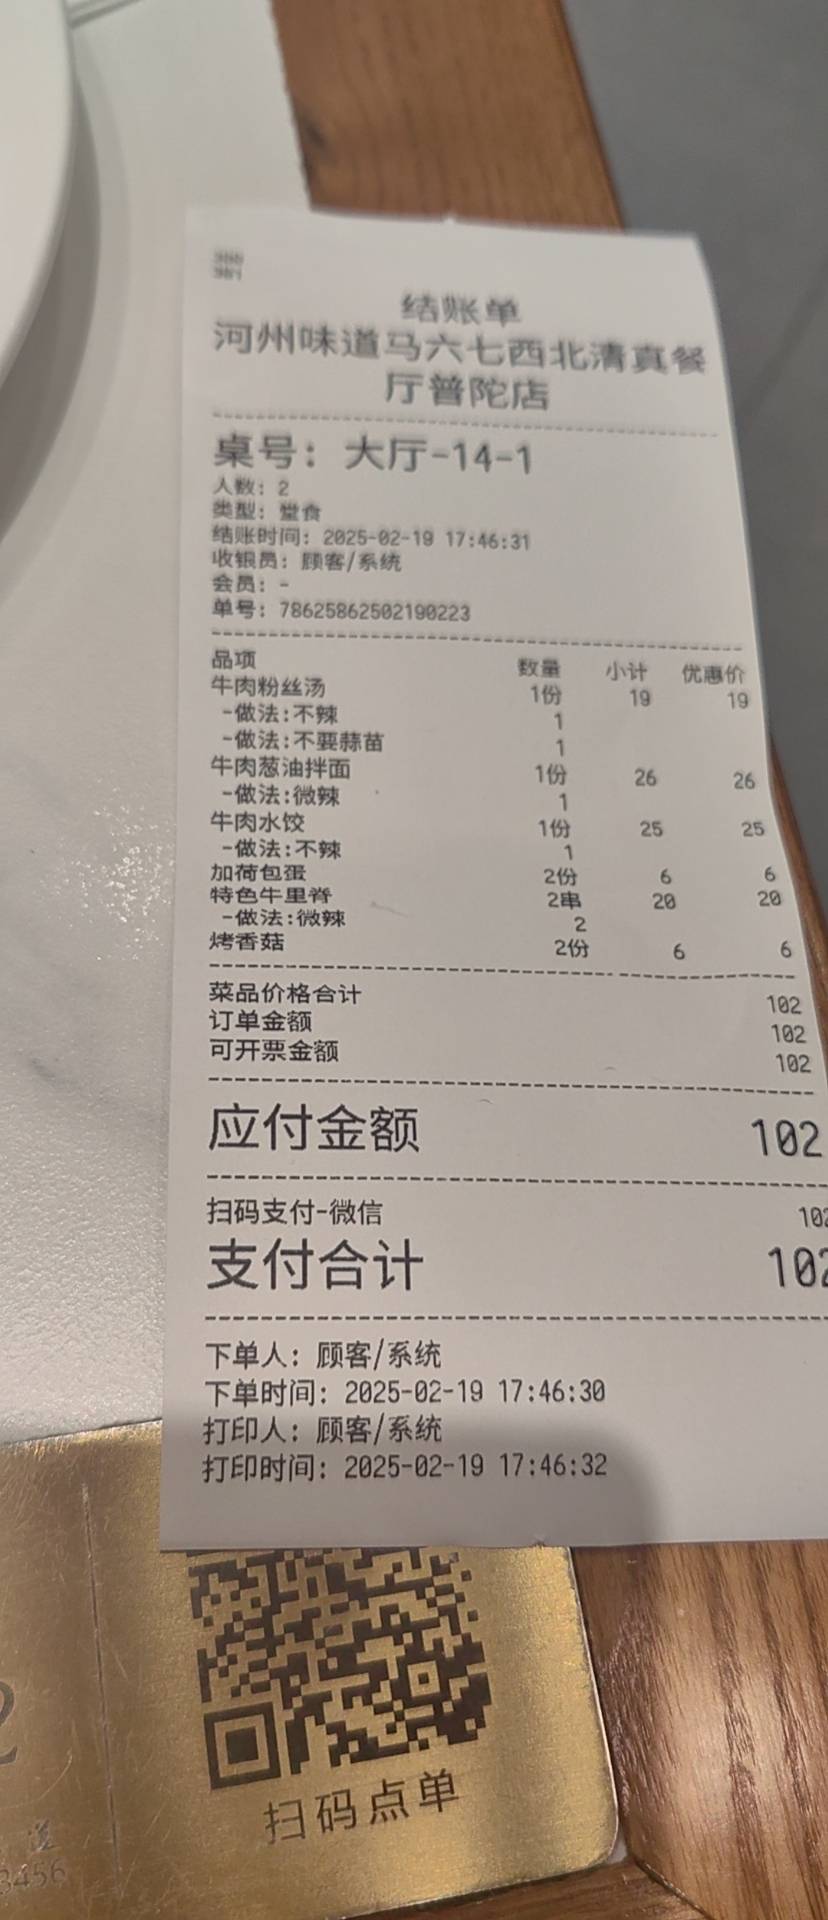 结账单
河州味道马六七西北清真餐
厅普陀店
桌号: 大厅-14-1
人数: 2
类型: 堂食
结账时间: 2025-02-19 17:46:31
收银员: 顾客/系统
会员: -
单号: 786258625021902​23
品项 数量 小计 优惠价
牛肉粉丝汤 1份 19 19
-做法:不辣 1
-做法:不要蒜苗 1
牛肉葱油拌面 1份 26 26
-做法:微辣 1
牛肉水饺 1份 25 25
-做法:不辣 1
加荷包蛋 2份 6 6
特色牛里脊 2串 20 20
-做法:微辣 2
烤香菇 2份 6 6
菜品价格合计 102
订单金额 102
可开票金额 102
应付金额 102
扫码支付-微信 102
支付合计 102
下单人: 顾客/系统
下单时间: 2025-02-19 17:46:30
打印人: 顾客/系统
打印时间: 2025-02-19 17:46:32
扫码点单
2
道
3456